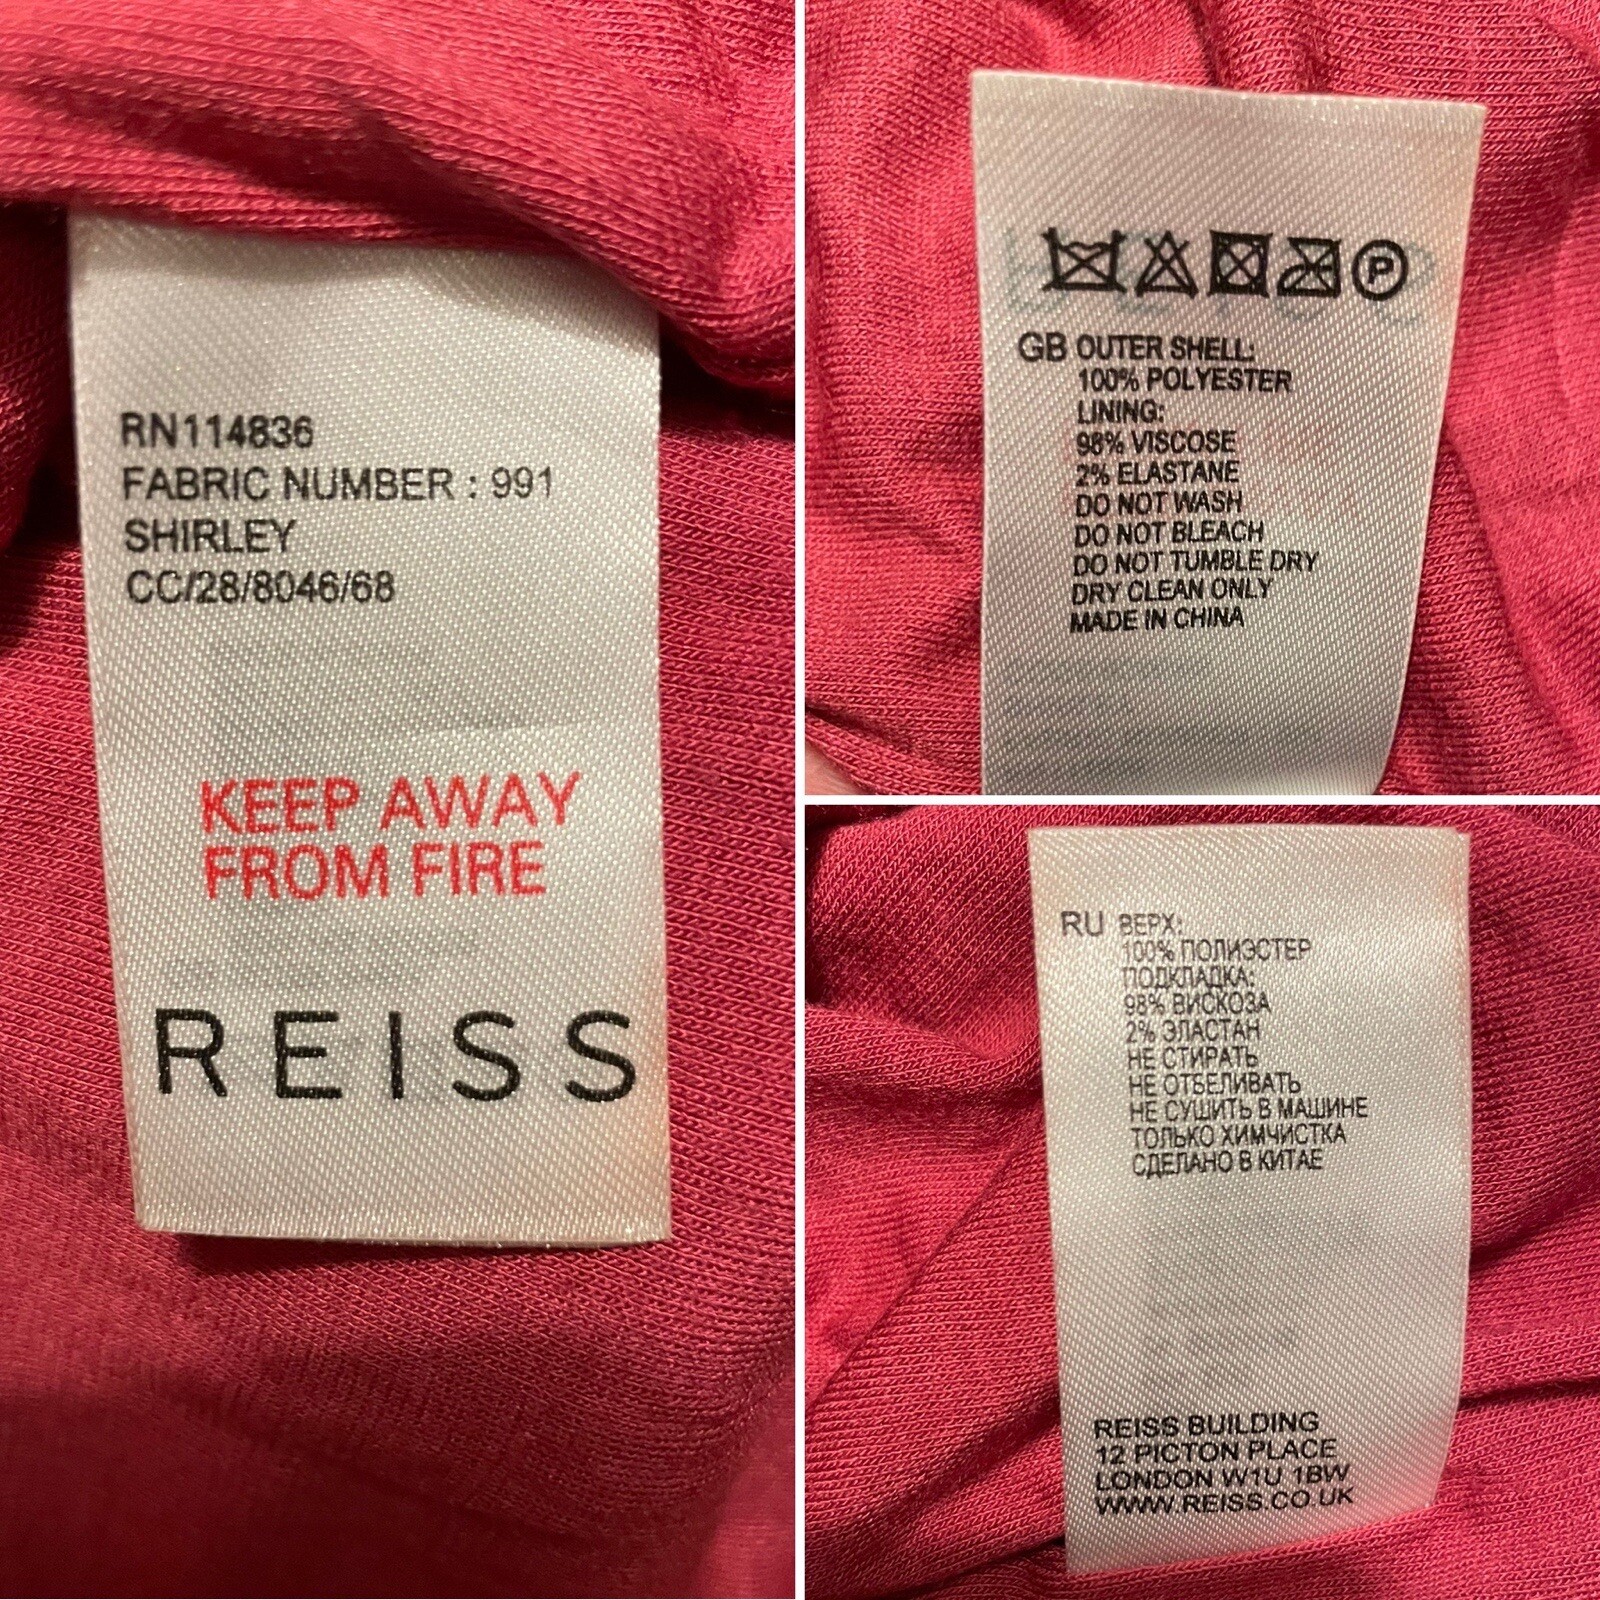 RN114836
FABRIC NUMBER : 991
SHIRLEY
CC/28/8046/68
KEEP AWAY
FROM FIRE
REISS
P
GB OUTER SHELL:
100% POLYESTER
LINING:
98% VISCOSE
2% ELASTANE
DO NOT WASH
DO NOT BLEACH
DO NOT TUMBLE DRY
DRY CLEAN ONLY
MADE IN CHINA
RU ВЕРХ:
100% ПОЛИЭСТЕР
ПОДКЛАДКА:
98% ВИСКОЗА
2% ЭЛАСТАН
НЕ СТИРАТЬ
НЕ ОТБЕЛИВАТЬ
НЕ СУШИТЬ В МАШИНЕ
ТОЛЬКО ХИМЧИСТКА
СДЕЛАНО В КИТАЕ
REISS BUILDING
12 PICTON PLACE
LONDON W1U 1BW
WWW.REISS.CO.UK